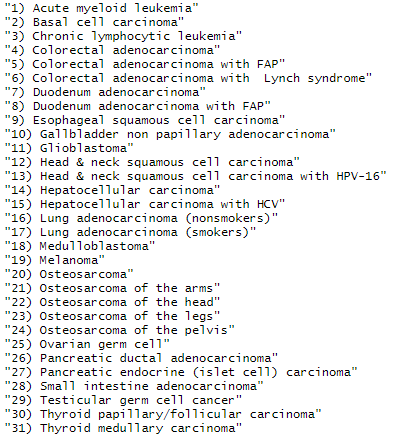 "1) Acute myeloid leukemia"
"2) Basal cell carcinoma"
"3) Chronic lymphocytic leukemia"
"4) Colorectal adenocarcinoma"
"5) Colorectal adenocarcinoma with FAP"
"6) Colorectal adenocarcinoma with  Lynch syndrome"
"7) Duodenum adenocarcinoma"
"8) Duodenum adenocarcinoma with FAP"
"9) Esophageal squamous cell carcinoma"
"10) Gallbladder non papillary adenocarcinoma"
"11) Glioblastoma"
"12) Head & neck squamous cell carcinoma"
"13) Head & neck squamous cell carcinoma with HPV-16"
"14) Hepatocellular carcinoma"
"15) Hepatocellular carcinoma with HCV"
"16) Lung adenocarcinoma (nonsmokers)"
"17) Lung adenocarcinoma (smokers)"
"18) Medulloblastoma"
"19) Melanoma"
"20) Osteosarcoma"
"21) Osteosarcoma of the arms"
"22) Osteosarcoma of the head"
"23) Osteosarcoma of the legs"
"24) Osteosarcoma of the pelvis"
"25) Ovarian germ cell"
"26) Pancreatic ductal adenocarcinoma"
"27) Pancreatic endocrine (islet cell) carcinoma"
"28) Small intestine adenocarcinoma"
"29) Testicular germ cell cancer"
"30) Thyroid papillary/follicular carcinoma"
"31) Thyroid medullary carcinoma"